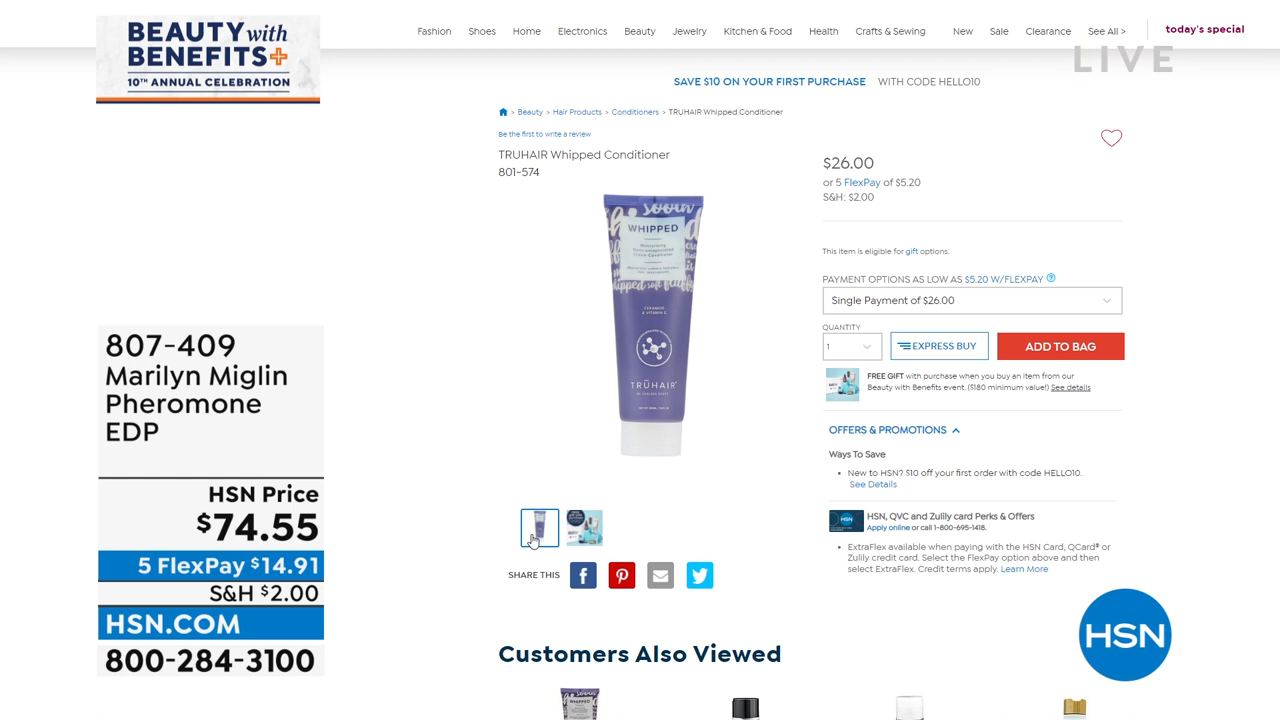 BEAUTY with
BENEFITS+
10TH ANNUAL CELEBRATION
Fashion Shoes Home Electronics Beauty Jewelry Kitchen & Food Health Crafts & Sewing New Sale Clearance See All > today's special
LIVE
SAVE $10 ON YOUR FIRST PURCHASE WITH CODE HELLO10
> Beauty > Hair Products > Conditioners > TRUHAIR Whipped Conditioner
Be the first to write a review
TRUHAIR Whipped Conditioner
801-574
WHIPPED
whipped soft fluffy
CERAMIDE
& VITAMIN C
TRŪHAIR
$26.00
or 5 FlexPay of $5.20
S&H: $2.00
This item is eligible for gift options.
PAYMENT OPTIONS AS LOW AS $5.20 W/FLEXPAY ?
Single Payment of $26.00
QUANTITY
1
EXPRESS BUY
ADD TO BAG
FREE GIFT with purchase when you buy an item from our
Beauty with Benefits event. ($180 minimum value!) See details
OFFERS & PROMOTIONS
Ways To Save
• New to HSN? $10 off your first order with code HELLO10.
See Details
HSN
HSN, QVC and Zulily card Perks & Offers
Apply online or call 1-800-695-1418.
• ExtraFlex available when paying with the HSN Card, QCard® or
Zulily credit card. Select the FlexPay option above and then
select ExtraFlex. Credit terms apply. Learn More
SHARE THIS
Customers Also Viewed
WHIPPED
807-409
Marilyn Miglin
Pheromone
EDP
HSN Price
$74.55
5 FlexPay $14.91
S&H $2.00
HSN.COM
800-284-3100
HSN